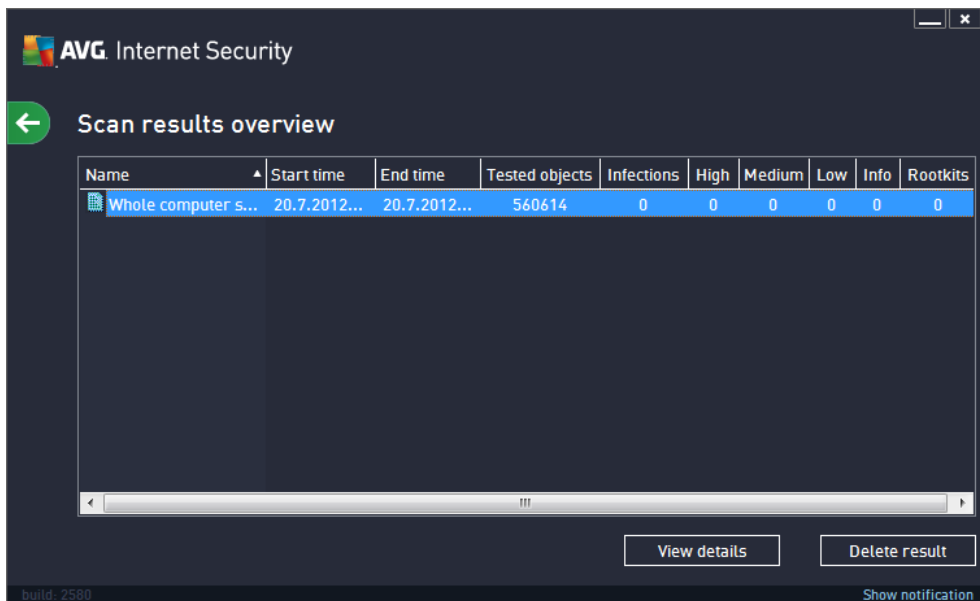 AVG. Internet Security
Scan results overview
Name Start time End time Tested objects Infections High Medium Low Info Rootkits
Whole computer s... 20.7.2012... 20.7.2012... 560614 0 0 0 0 0 0
View details Delete result
build: 2580 Show notification